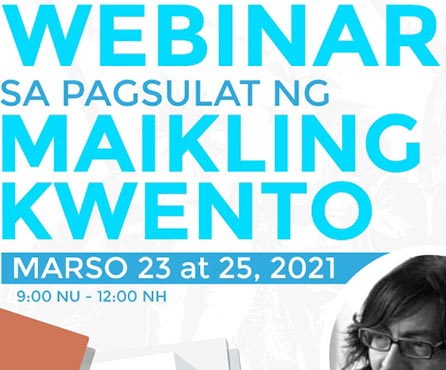 WEBINAR
SA PAGSULAT NG
MAIKLING
KWENTO
MARSO 23 at 25, 2021
9:00 NU - 12:00 NH